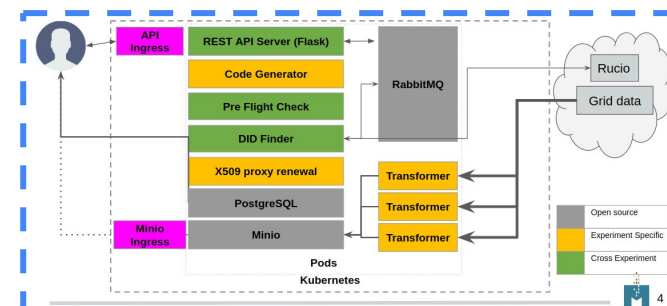 API
Ingress
REST API Server (Flask)
Code Generator
Pre Flight Check
DID Finder
X509 proxy renewal
PostgreSQL
Minio
Ingress
Minio
RabbitMQ
Transformer
Transformer
Transformer
Pods
Kubernetes
Rucio
Grid data
Open source
Experiment Specific
Cross Experiment
4